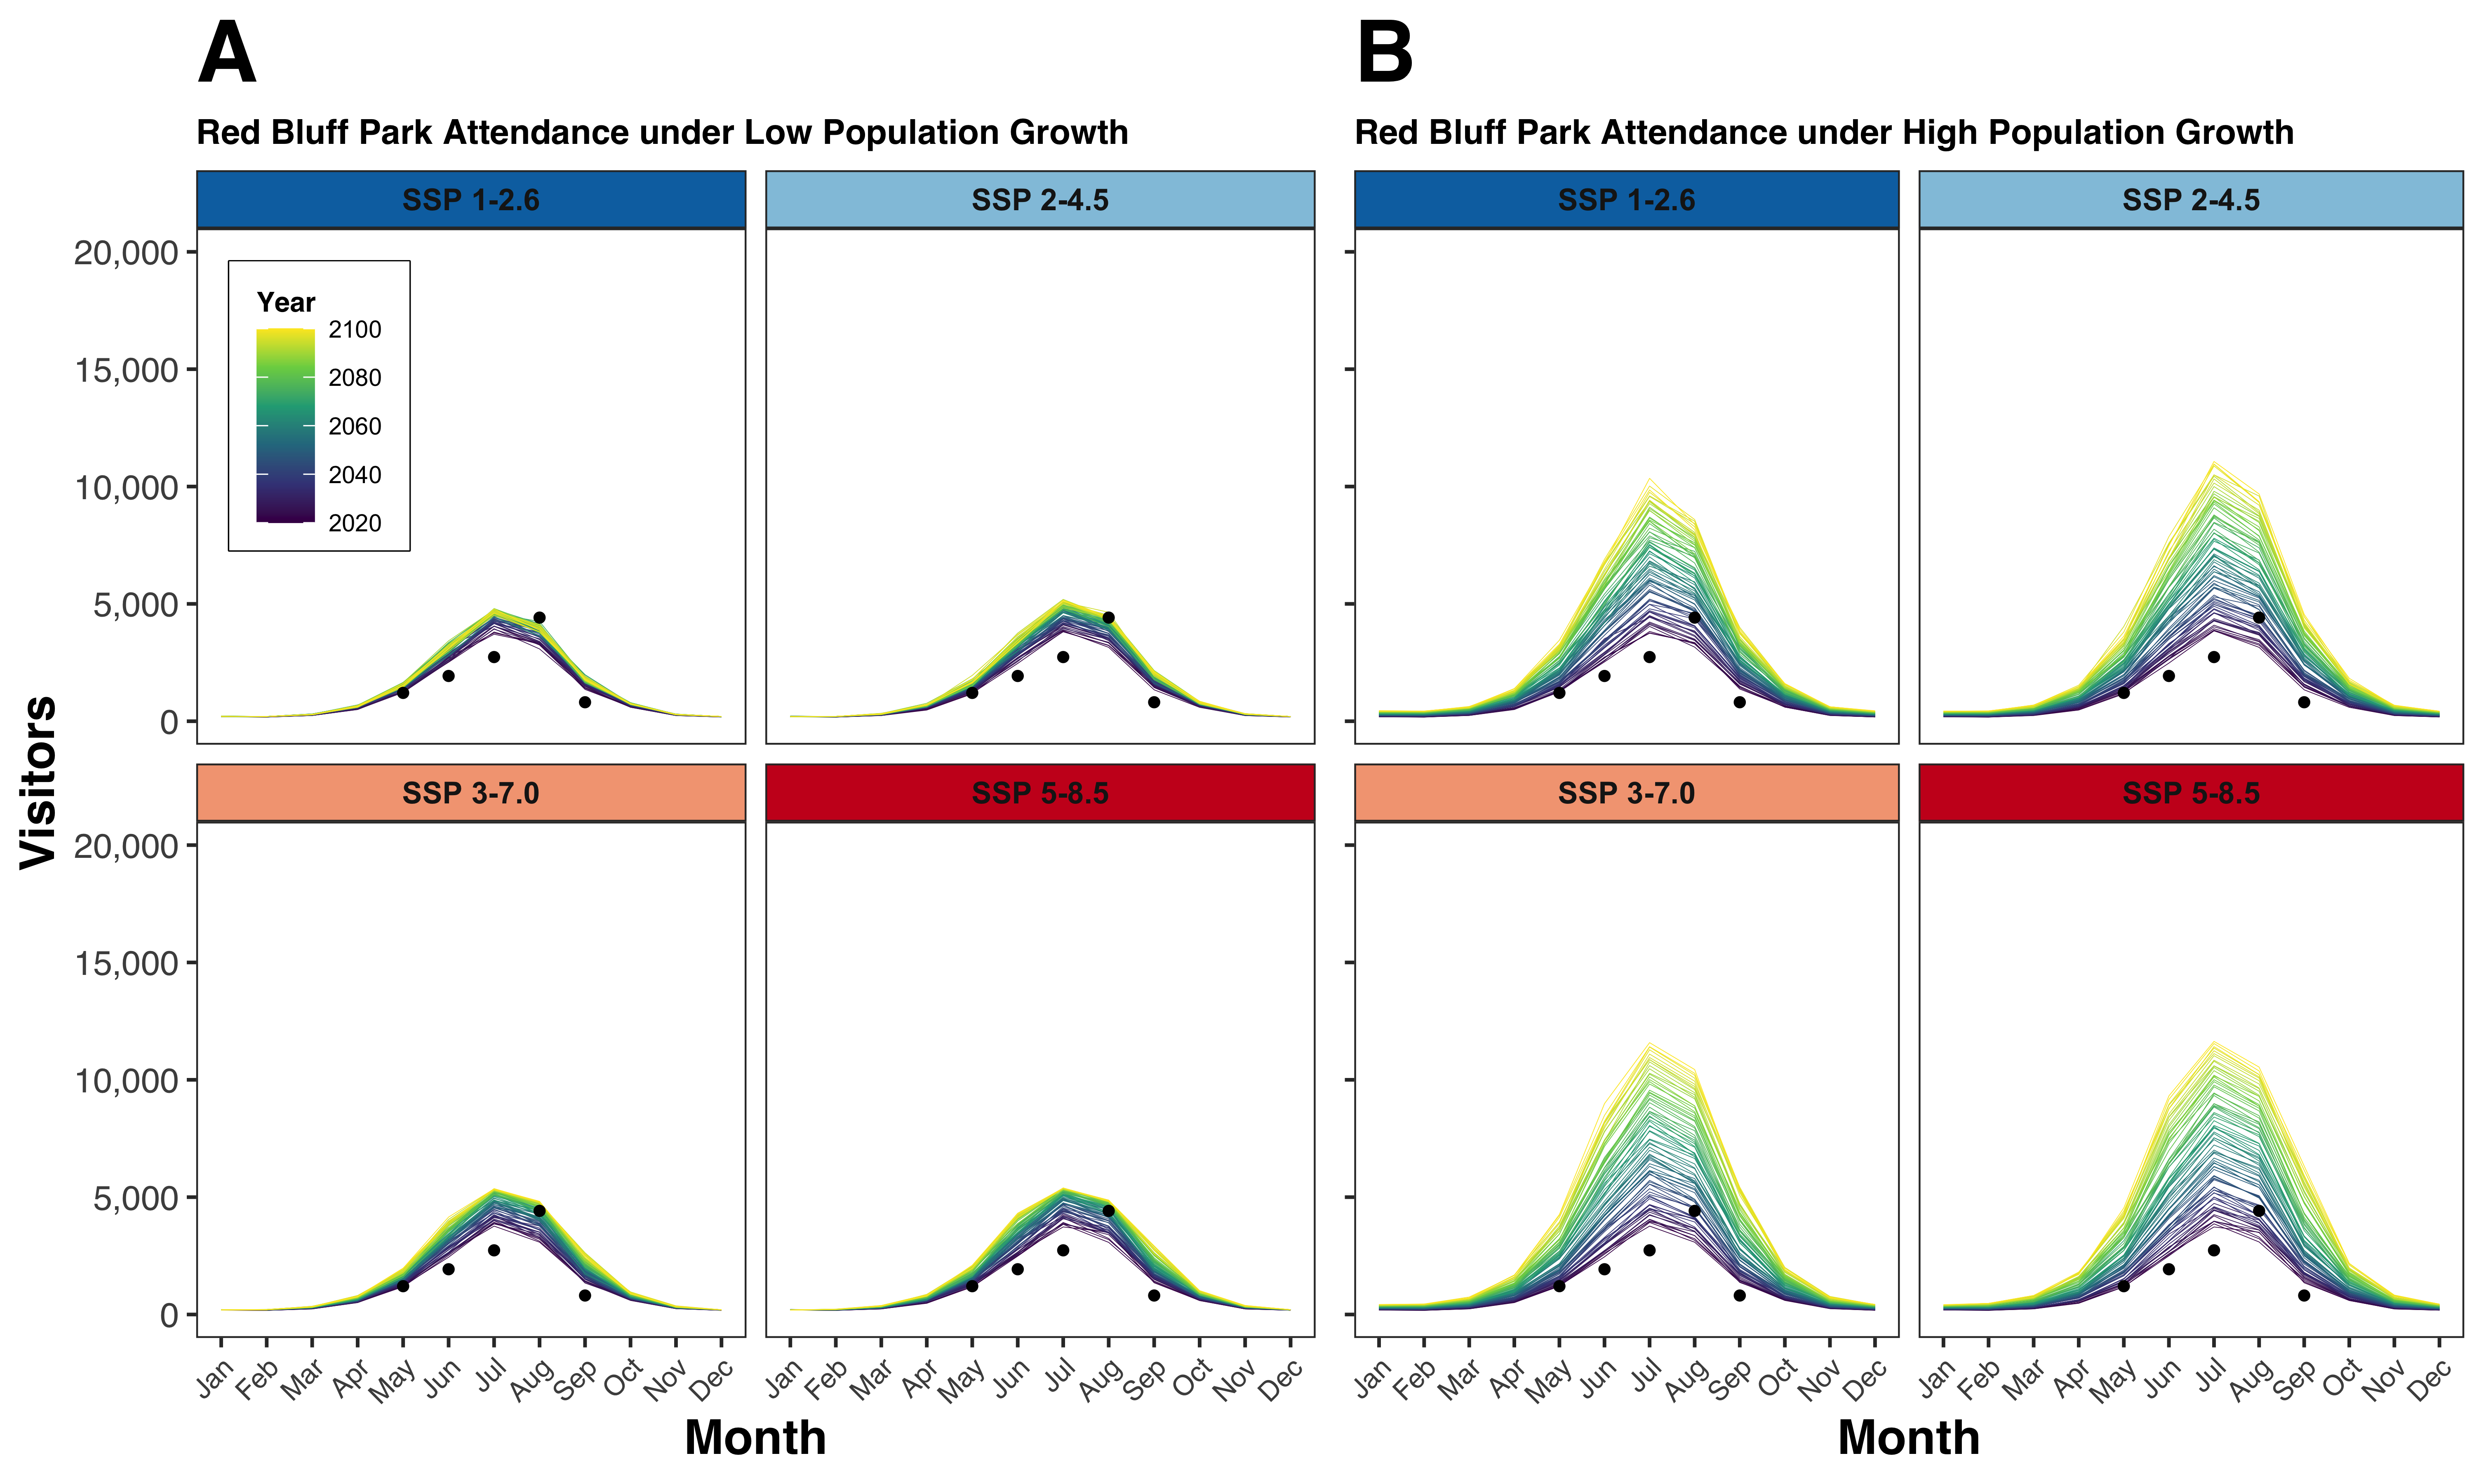 A
B
Red Bluff Park Attendance under Low Population Growth
Red Bluff Park Attendance under High Population Growth
SSP 1-2.6
SSP 2-4.5
SSP 1-2.6
SSP 2-4.5
20,000
15,000
10,000
5,000
0
Year
2100
2080
2060
2040
2020
Visitors
SSP 3-7.0
SSP 5-8.5
SSP 3-7.0
SSP 5-8.5
20,000
15,000
10,000
5,000
0
Jan Feb Mar Apr May Jun Jul Aug Sep Oct Nov Dec
Jan Feb Mar Apr May Jun Jul Aug Sep Oct Nov Dec
Jan Feb Mar Apr May Jun Jul Aug Sep Oct Nov Dec
Jan Feb Mar Apr May Jun Jul Aug Sep Oct Nov Dec
Month
Month